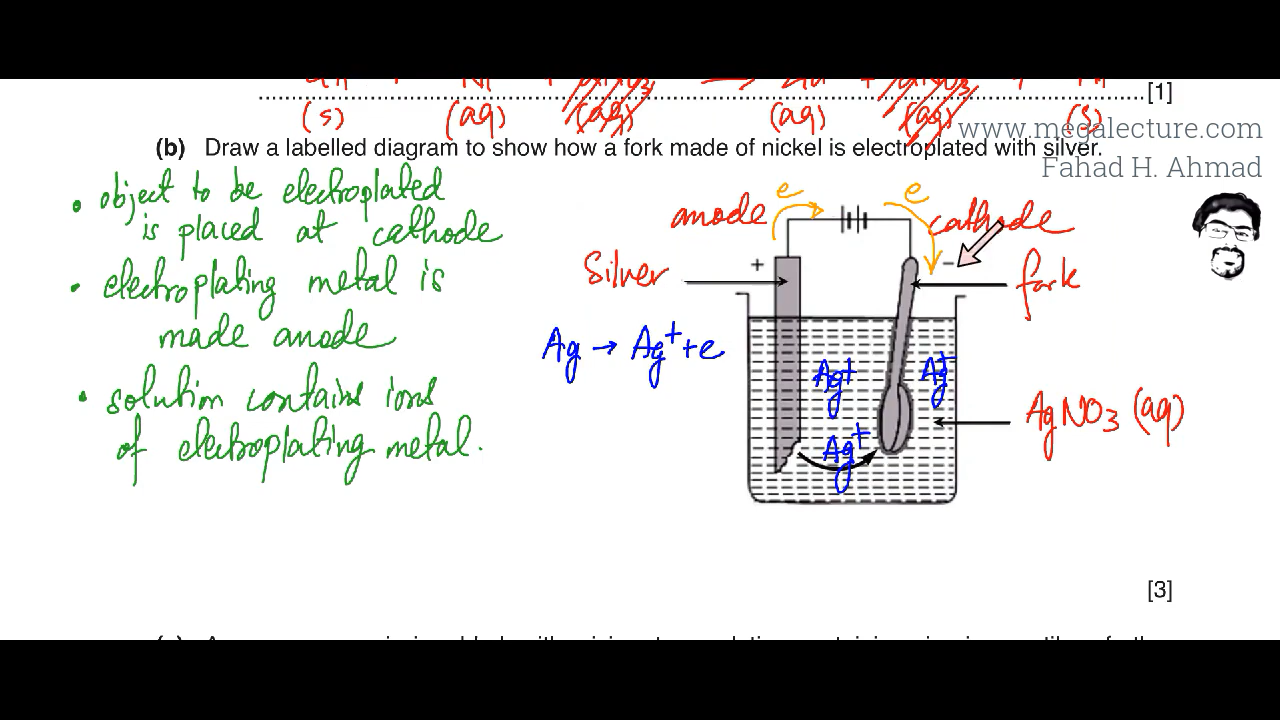 (s) (aq) (aq) (aq) (aq) (s)
[1]
www.megalecture.com
(b) Draw a labelled diagram to show how a fork made of nickel is electroplated with silver.
Fahad H. Ahmad
• object to be electroplated
is placed at cathode
• electroplating metal is
made anode
• solution contains ions
of electroplating metal.
e e
anode cathode
+ −
Silver fork
Ag → Ag⁺ + e
Ag⁺ Ag⁺
Ag⁺
AgNO₃ (aq)
[3]